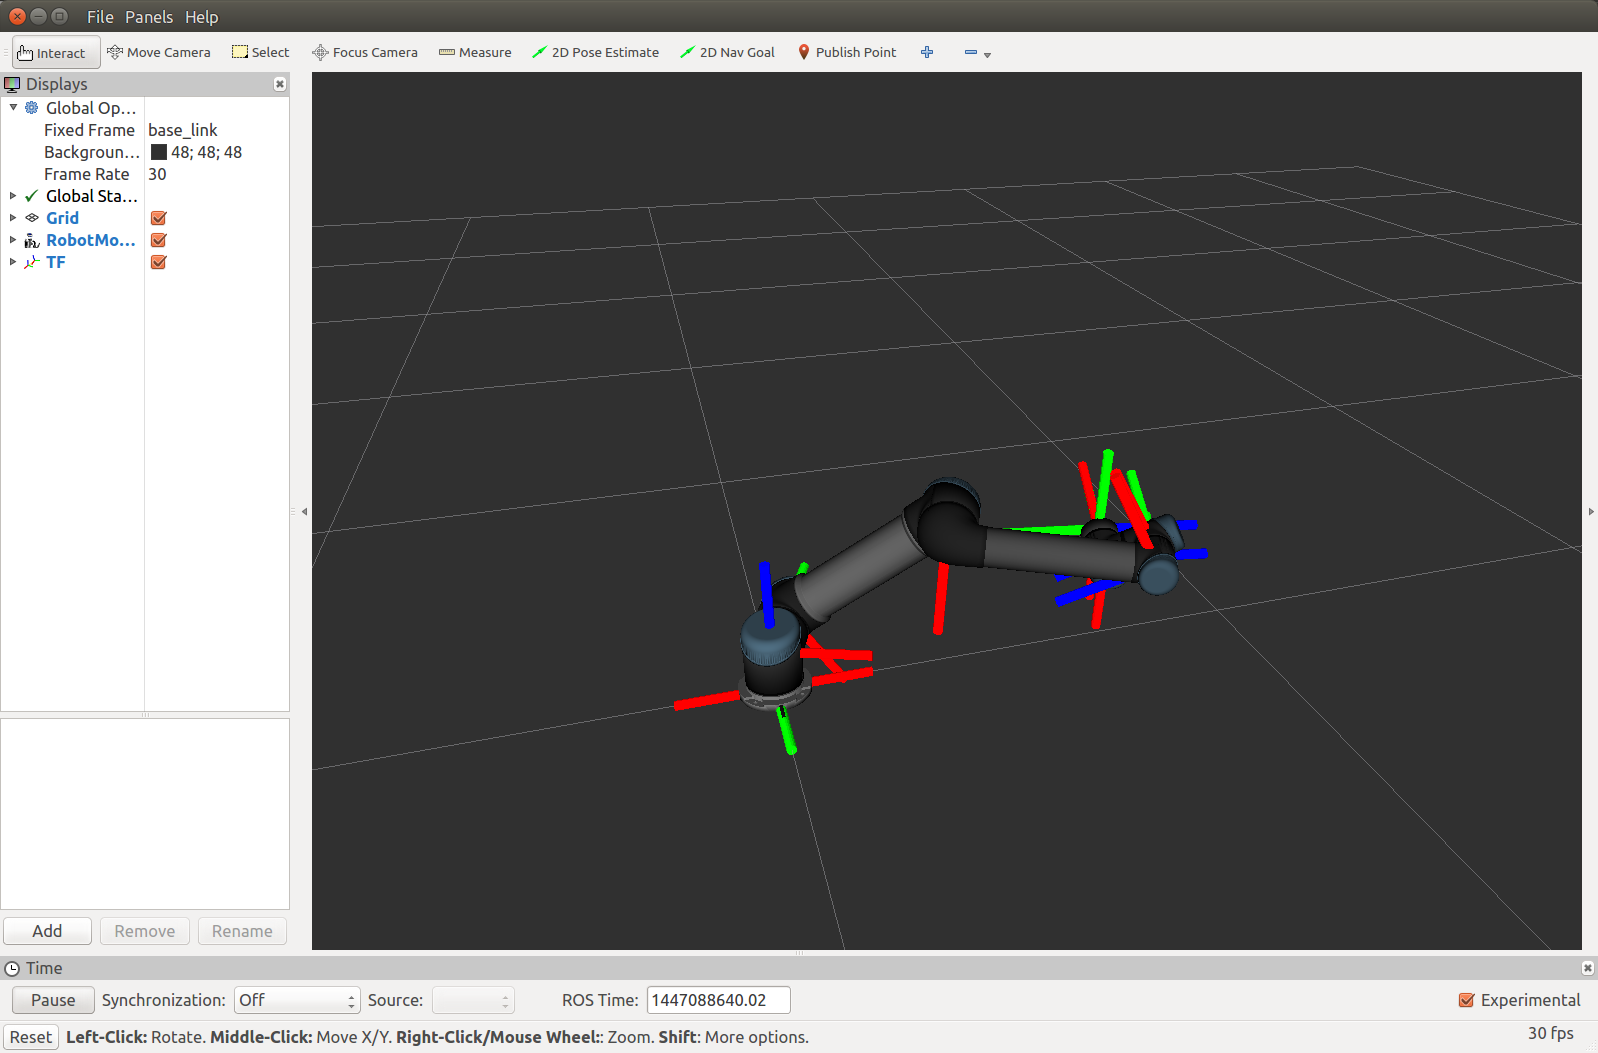 File Panels Help
Interact Move Camera Select Focus Camera Measure 2D Pose Estimate 2D Nav Goal Publish Point
Displays
Global Op...
Fixed Frame base_link
Backgroun... 48; 48; 48
Frame Rate 30
Global Sta...
Grid
RobotMo...
TF
Add Remove Rename
Time
Pause Synchronization: Off Source: ROS Time: 1447088640.02 Experimental
Reset Left-Click: Rotate. Middle-Click: Move X/Y. Right-Click/Mouse Wheel:: Zoom. Shift: More options. 30 fps